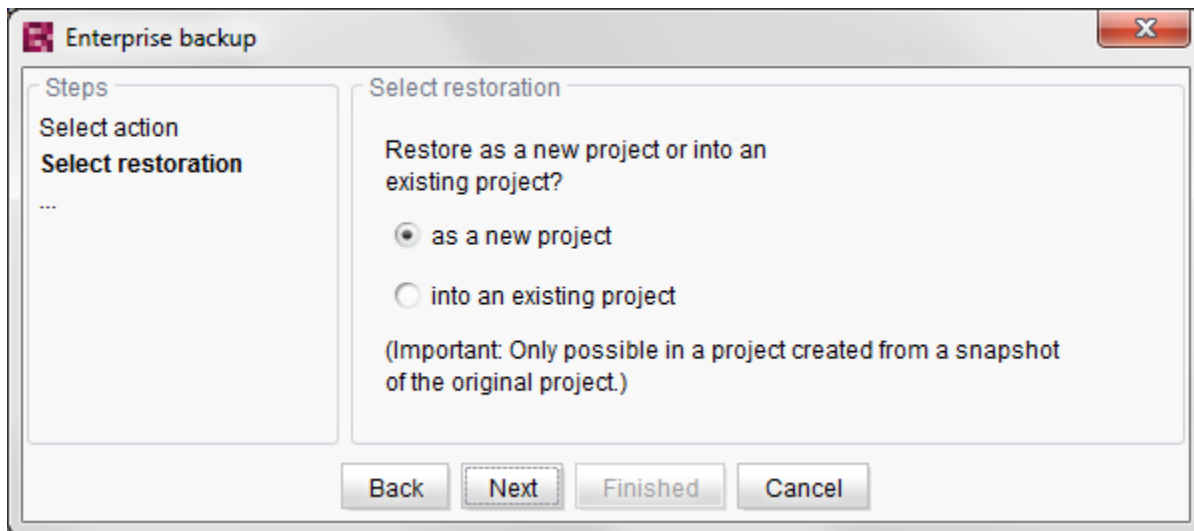 Enterprise backup
Steps
Select action
Select restoration
...
Select restoration
Restore as a new project or into an
existing project?
as a new project
into an existing project
(Important: Only possible in a project created from a snapshot
of the original project.)
Back
Next
Finished
Cancel